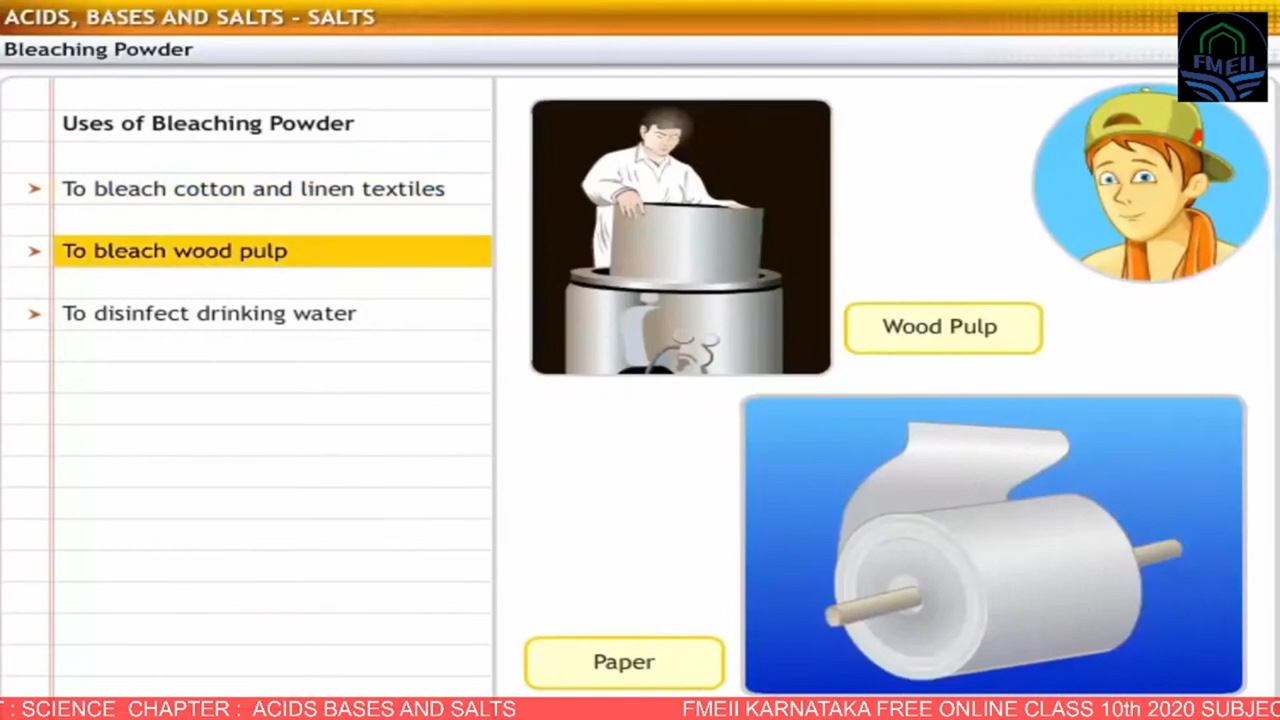 ACIDS, BASES AND SALTS - SALTS
Bleaching Powder
FMEII
Uses of Bleaching Powder
➤ To bleach cotton and linen textiles
➤ To bleach wood pulp
➤ To disinfect drinking water
Wood Pulp
Paper
T : SCIENCE CHAPTER : ACIDS BASES AND SALTS FMEII KARNATAKA FREE ONLINE CLASS 10th 2020 SUBJEC